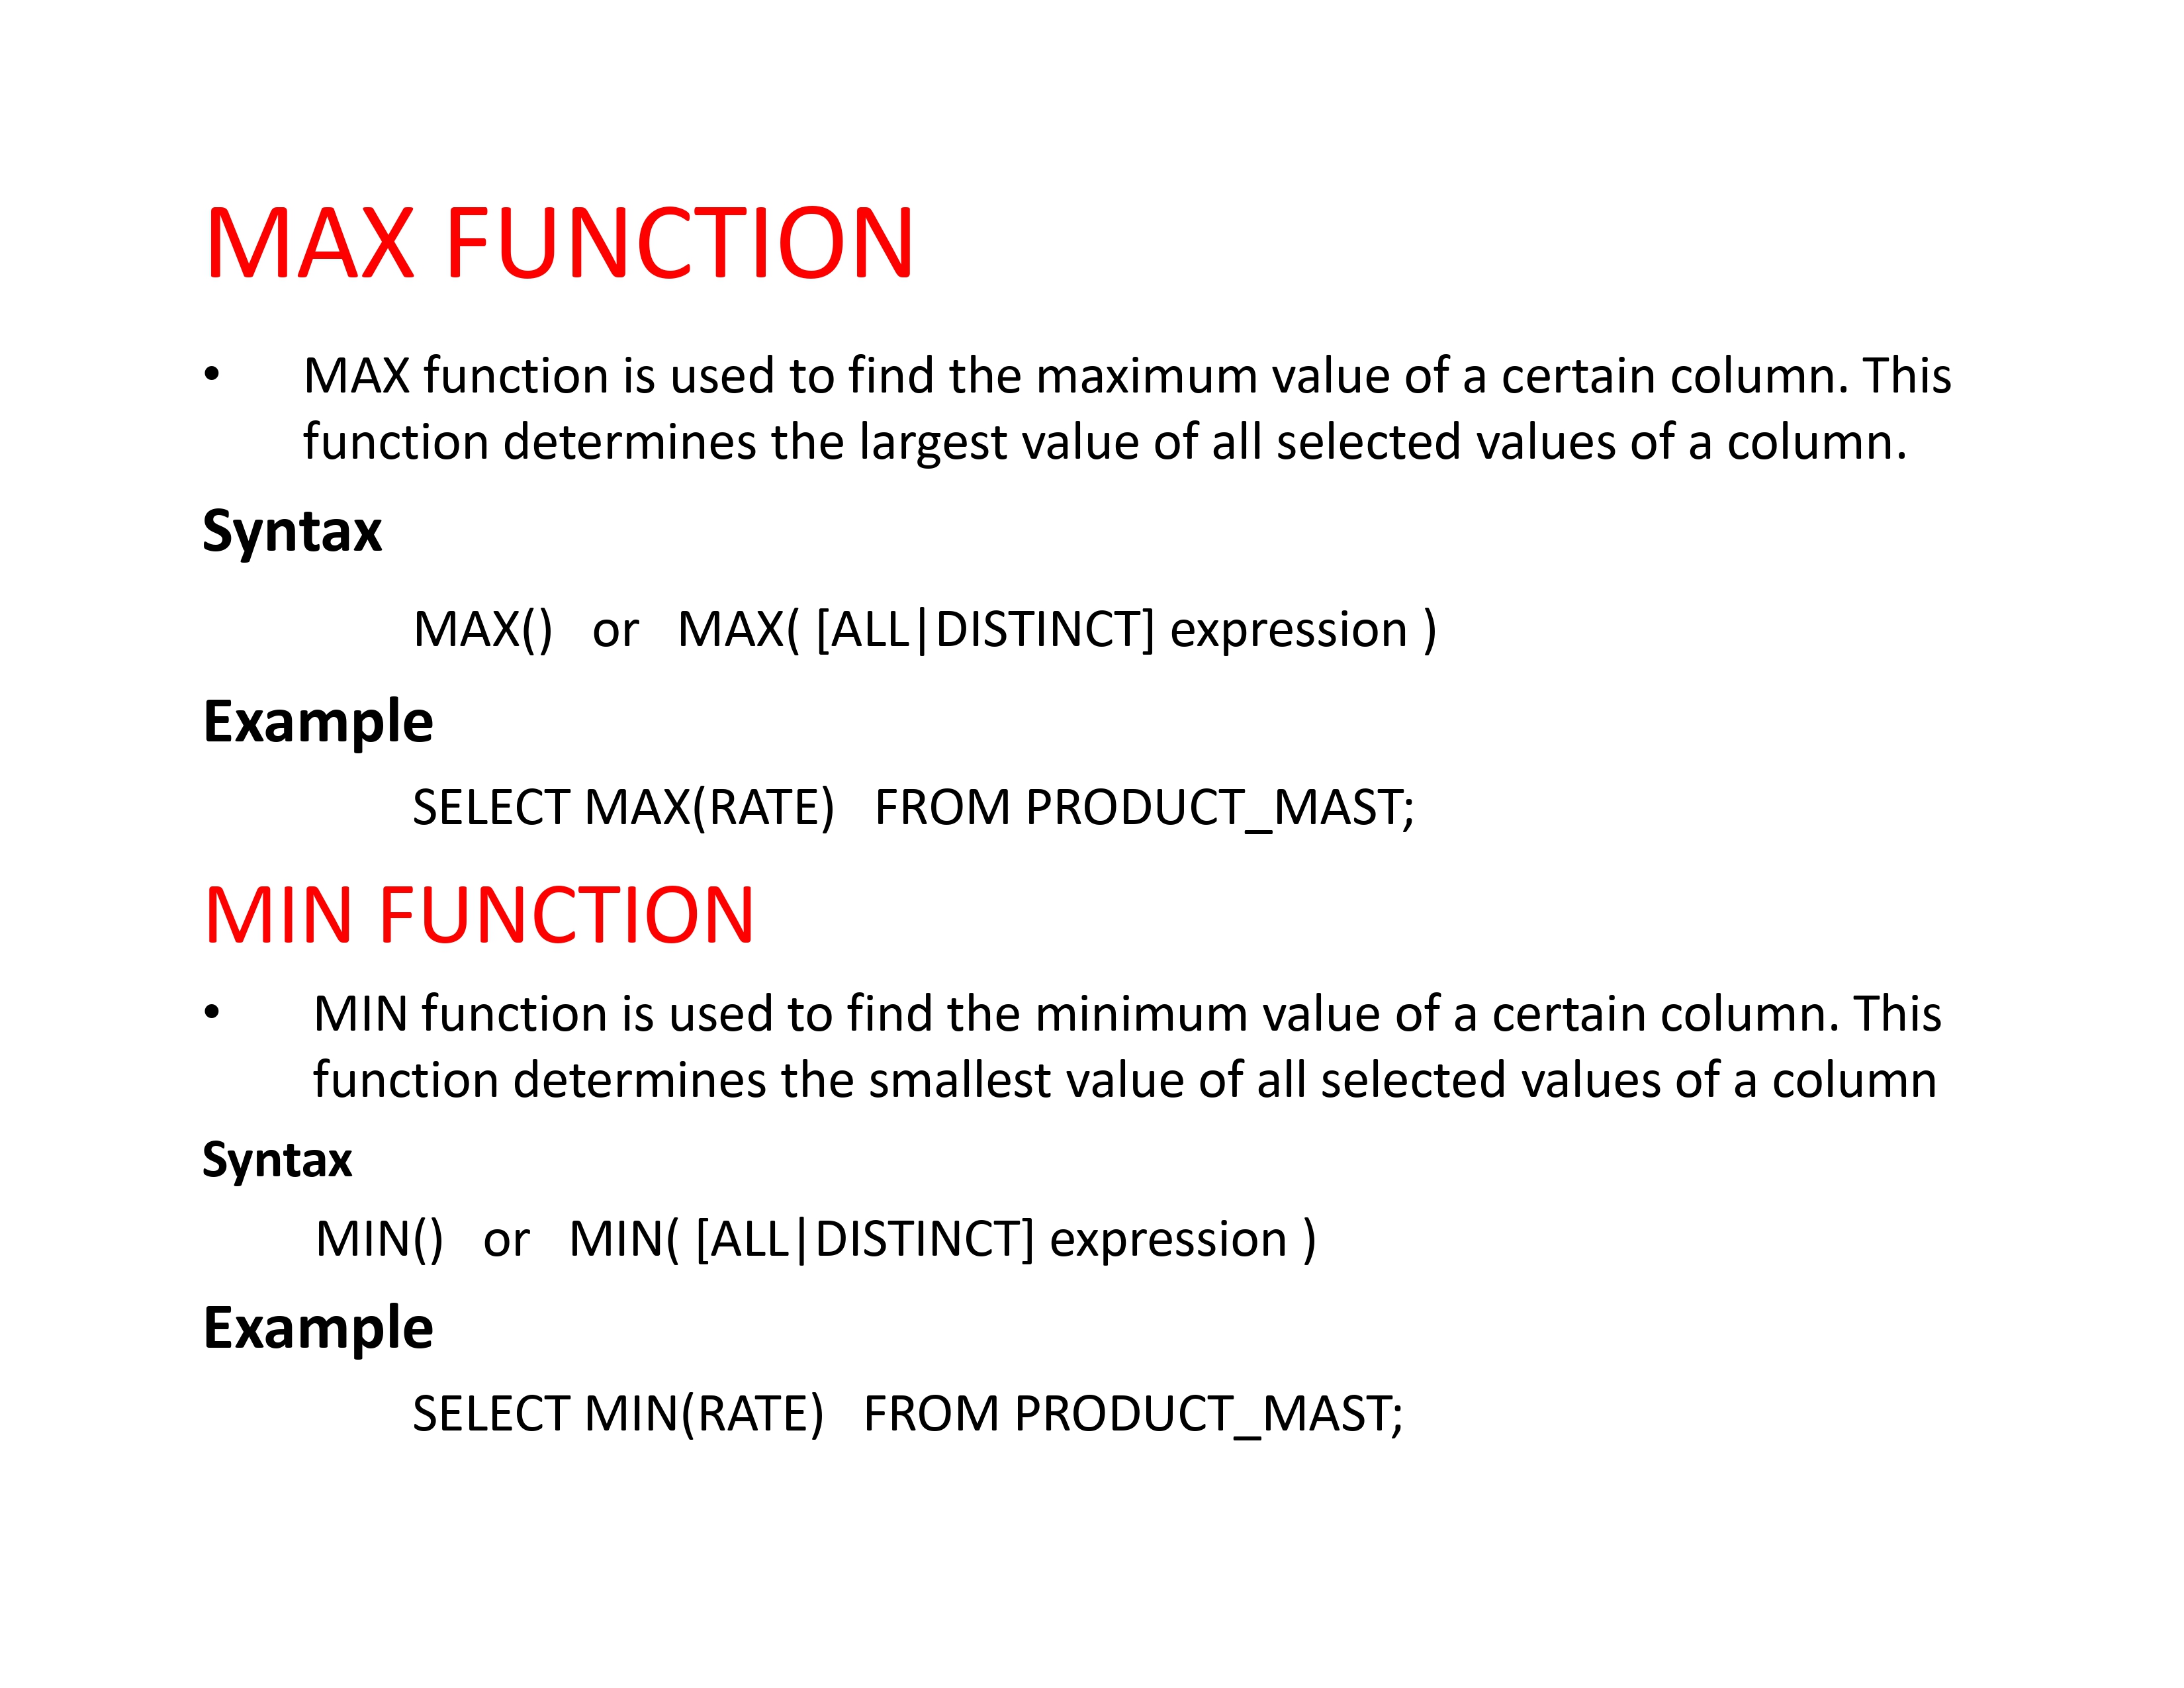 MAX FUNCTION
• MAX function is used to find the maximum value of a certain column. This
function determines the largest value of all selected values of a column.
Syntax
MAX() or MAX( [ALL|DISTINCT] expression )
Example
SELECT MAX(RATE) FROM PRODUCT_MAST;
MIN FUNCTION
• MIN function is used to find the minimum value of a certain column. This
function determines the smallest value of all selected values of a column
Syntax
MIN() or MIN( [ALL|DISTINCT] expression )
Example
SELECT MIN(RATE) FROM PRODUCT_MAST;